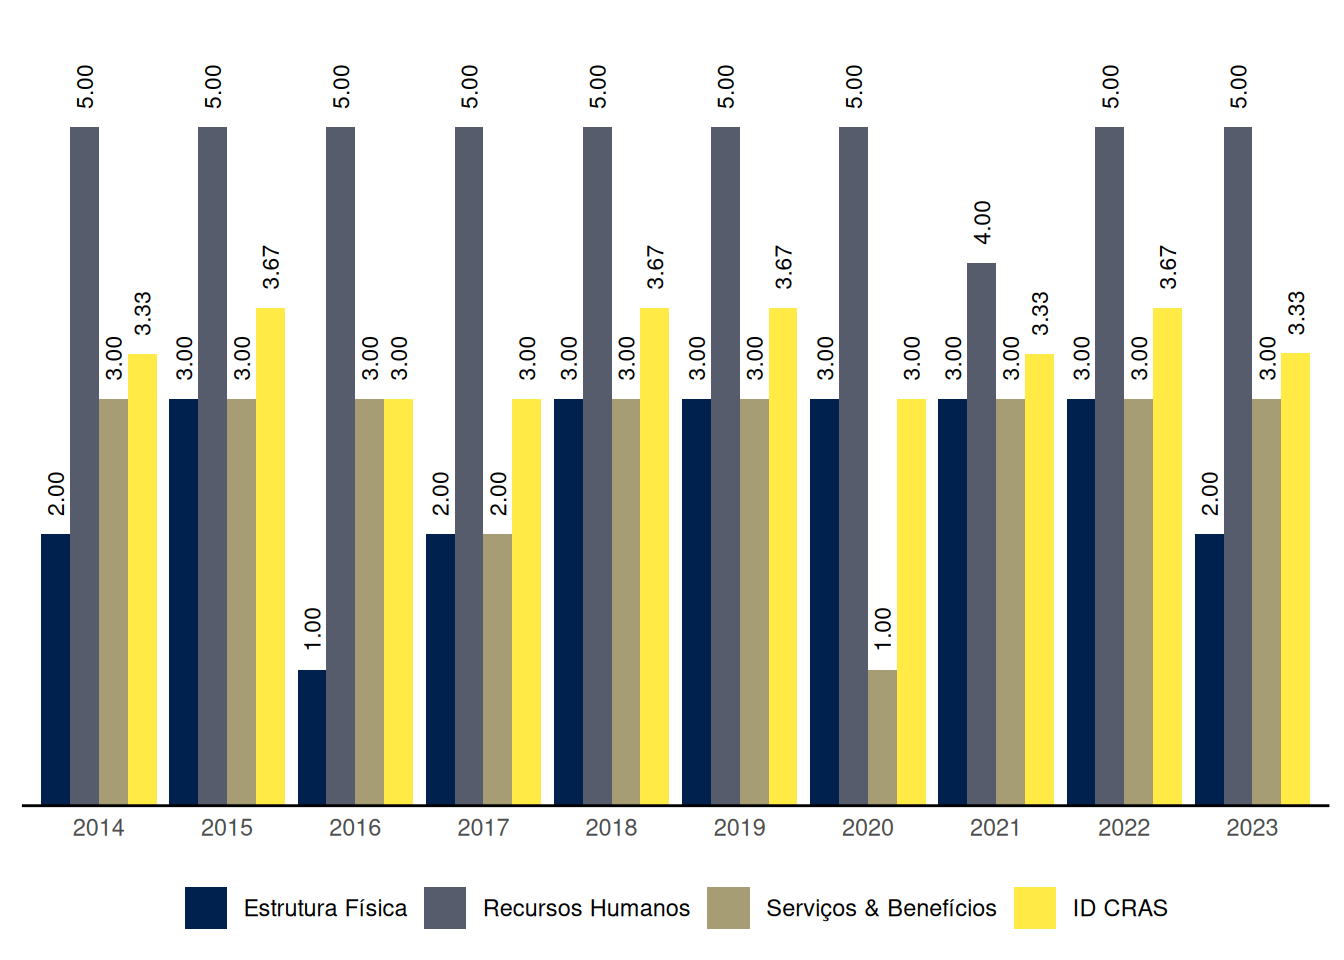 5.00 5.00 5.00 5.00 5.00 5.00 5.00 5.00 5.00
4.00
3.67 3.67 3.67 3.67
3.33 3.33 3.33
3.00 3.00 3.00 3.00 3.00 3.00 3.00 3.00 3.00 3.00 3.00 3.00 3.00 3.00 3.00 3.00 3.00 3.00
2.00 2.00 2.00 2.00
1.00 1.00
2014 2015 2016 2017 2018 2019 2020 2021 2022 2023
Estrutura Física Recursos Humanos Serviços & Benefícios ID CRAS